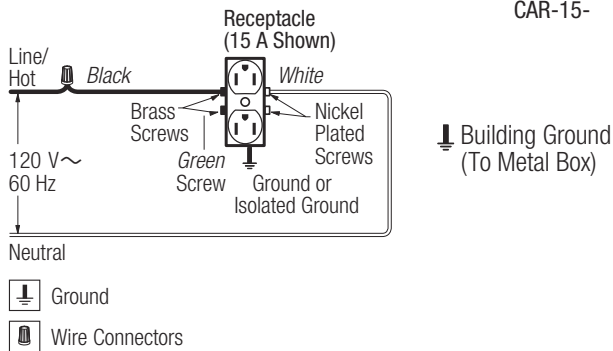 CAR-15-
Receptacle
(15 A Shown)
Line/
Hot
Black
White
Brass
Screws
Nickel
Plated
Screws
Green
Screw
Ground or
Isolated Ground
120 V~
60 Hz
Neutral
Building Ground
(To Metal Box)
Ground
Wire Connectors